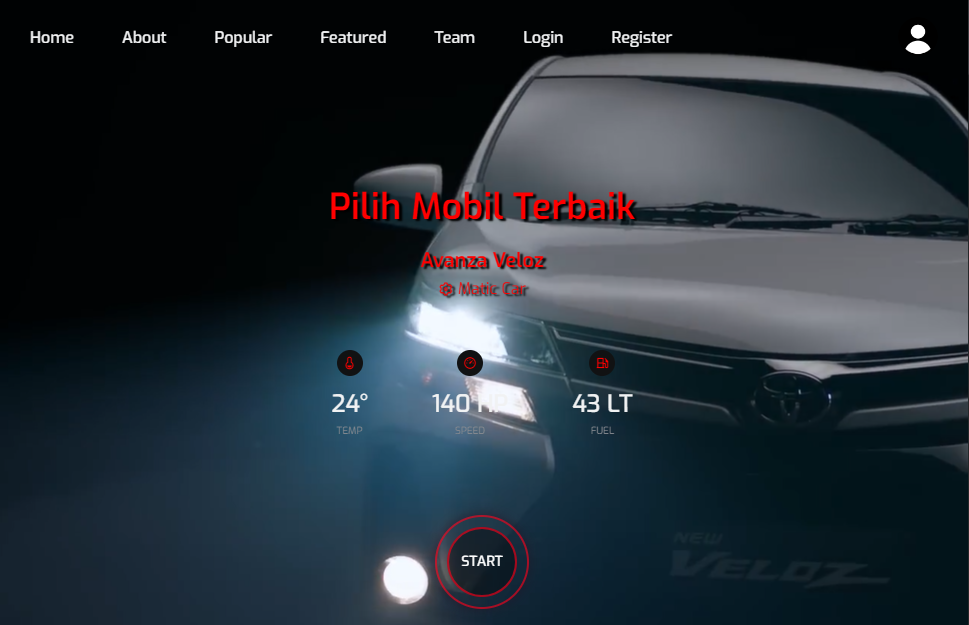 Home About Popular Featured Team Login Register
Pilih Mobil Terbaik
Avanza Veloz
Matic Car
24° 140 HP 43 LT
TEMP SPEED FUEL
START
NEW
VELOZ